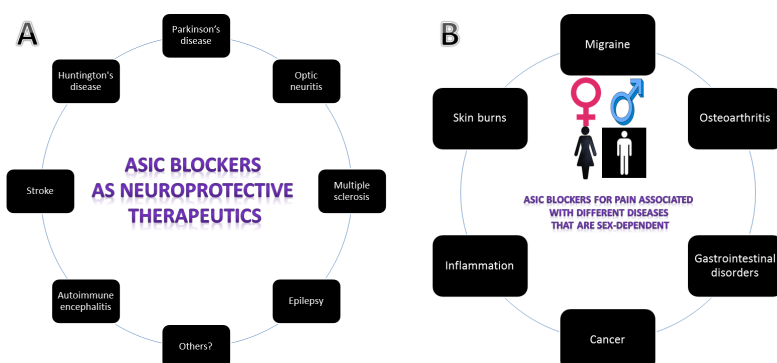 A
Parkinson's
disease
Optic
neuritis
Multiple
sclerosis
Epilepsy
Others?
Autoimmune
encephalitis
Stroke
Huntington's
disease
ASIC BLOCKERS
AS NEUROPROTECTIVE
THERAPEUTICS
B
Migraine
Osteoarthritis
Gastrointestinal
disorders
Cancer
Inflammation
Skin burns
ASIC BLOCKERS FOR PAIN ASSOCIATED
WITH DIFFERENT DISEASES
THAT ARE SEX-DEPENDENT